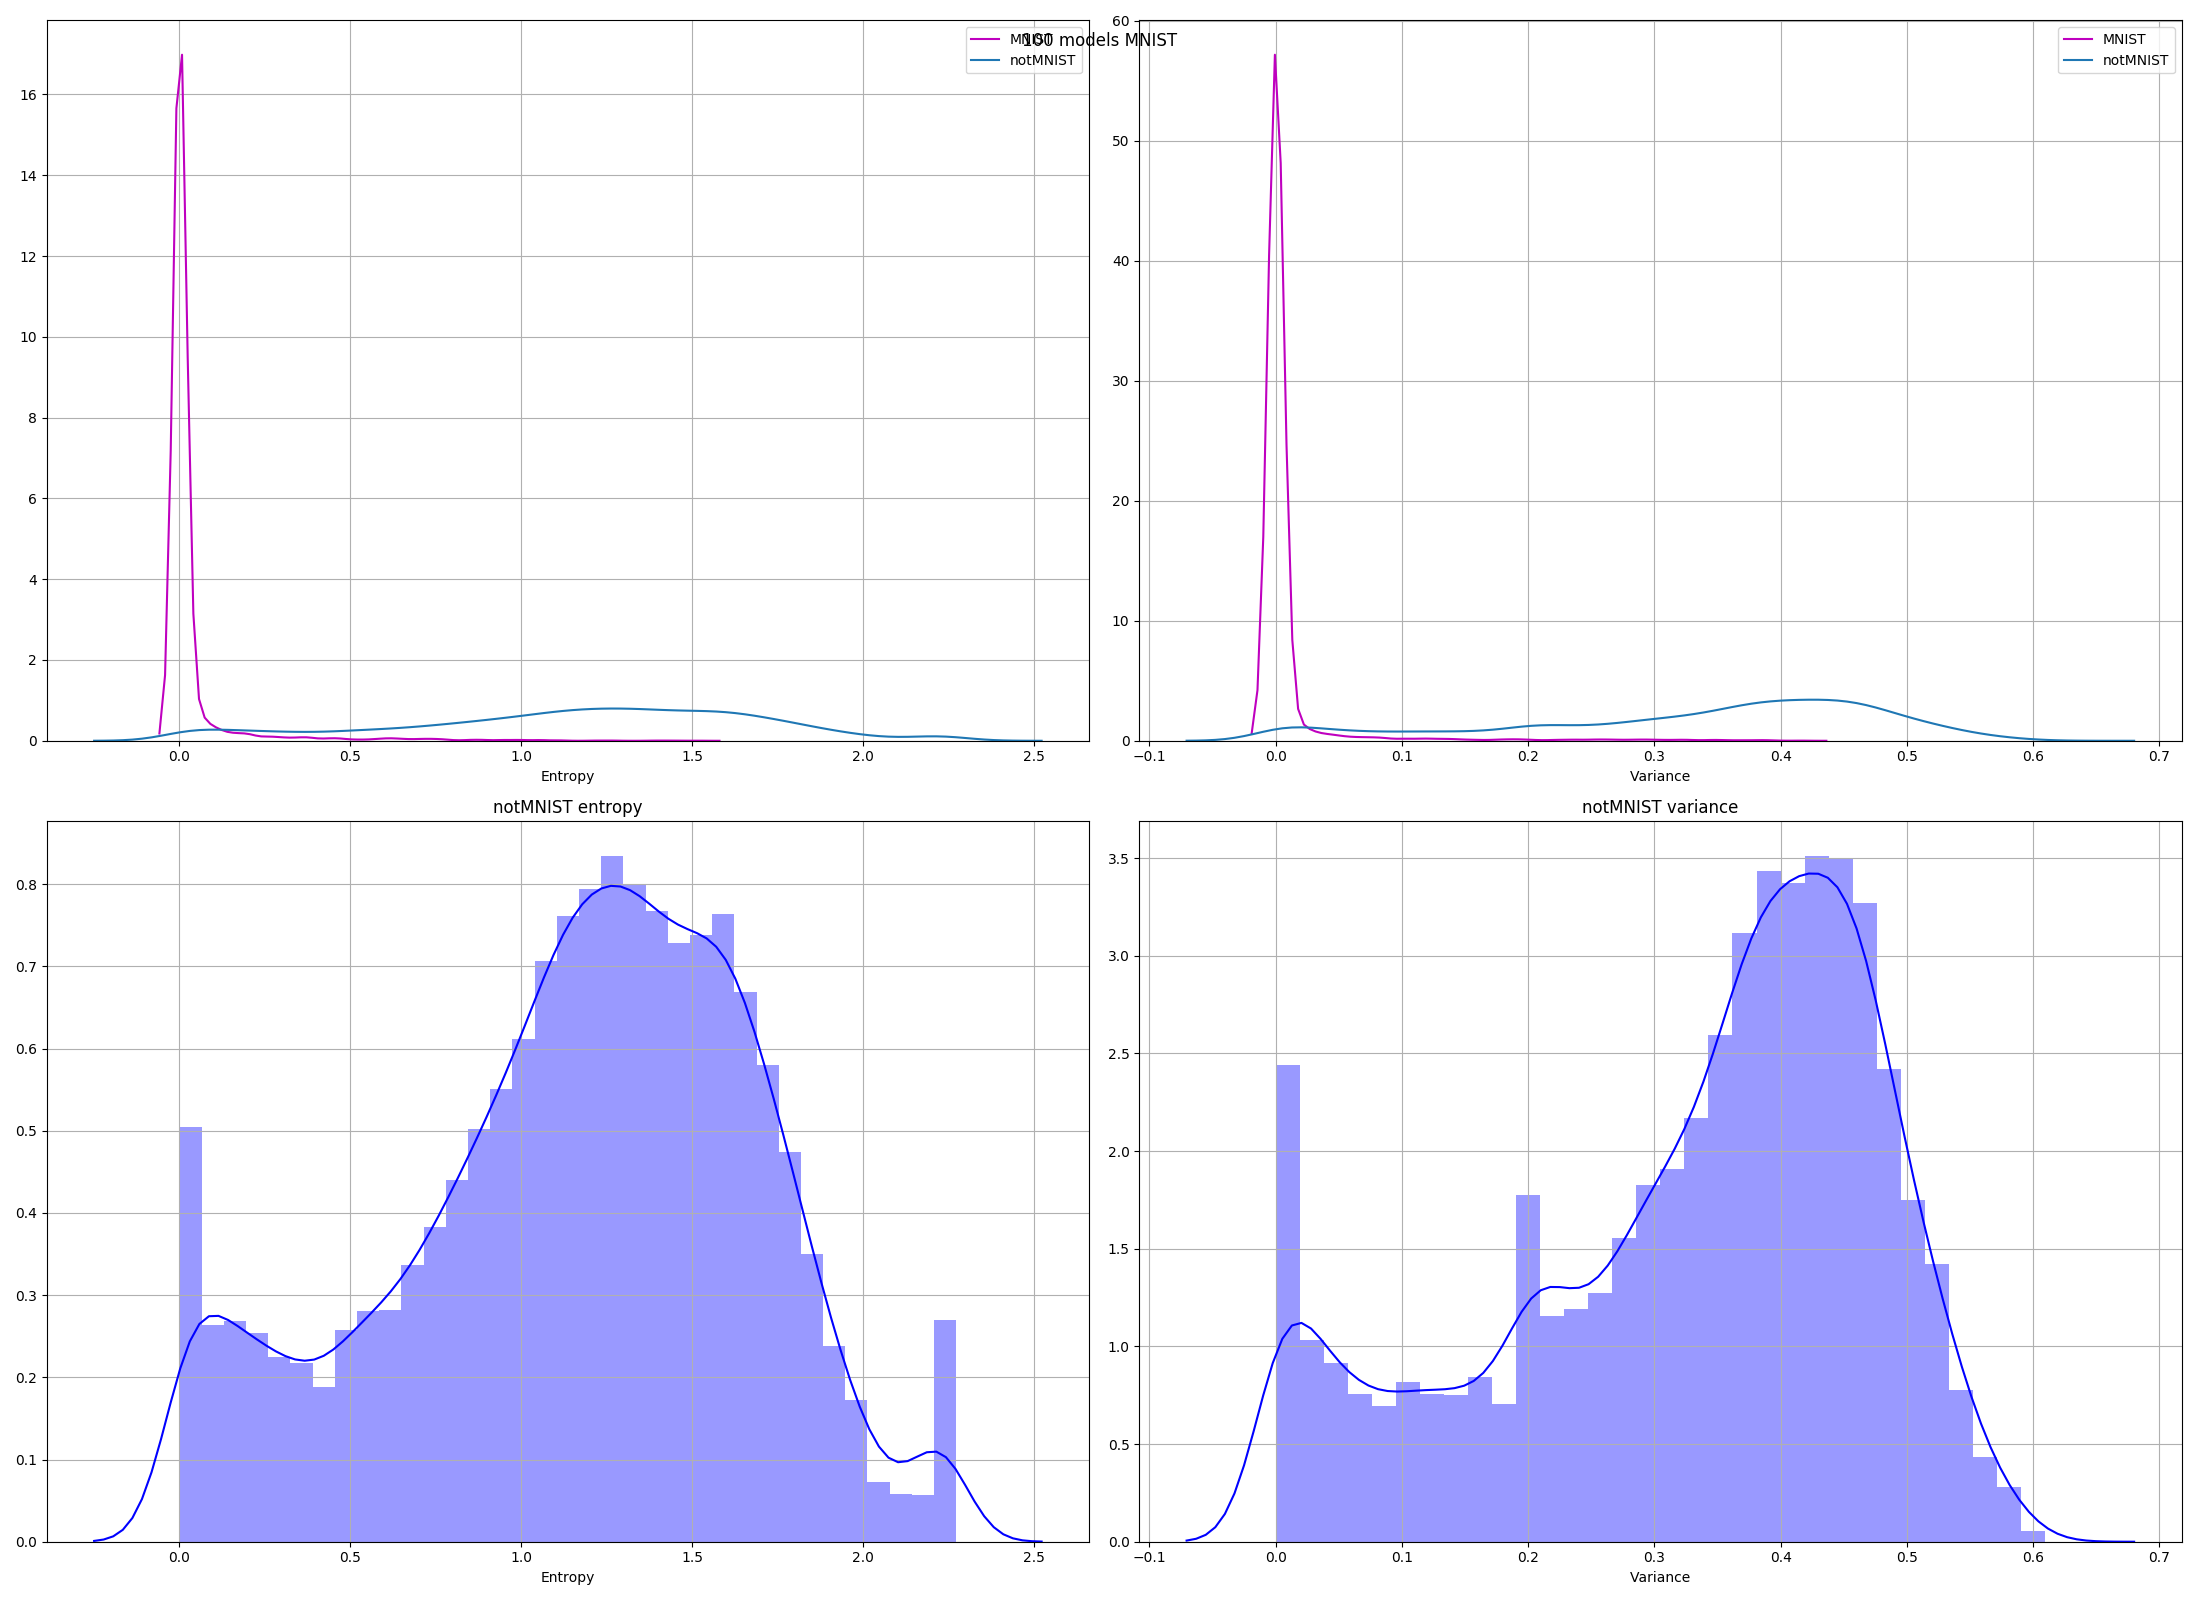 100 models MNIST
MNIST
notMNIST
16
14
12
10
8
6
4
2
0
0.0 0.5 1.0 1.5 2.0 2.5
Entropy
MNIST
notMNIST
60
50
40
30
20
10
0
−0.1 0.0 0.1 0.2 0.3 0.4 0.5 0.6 0.7
Variance
notMNIST entropy
0.8
0.7
0.6
0.5
0.4
0.3
0.2
0.1
0.0
0.0 0.5 1.0 1.5 2.0 2.5
Entropy
notMNIST variance
3.5
3.0
2.5
2.0
1.5
1.0
0.5
0.0
−0.1 0.0 0.1 0.2 0.3 0.4 0.5 0.6 0.7
Variance